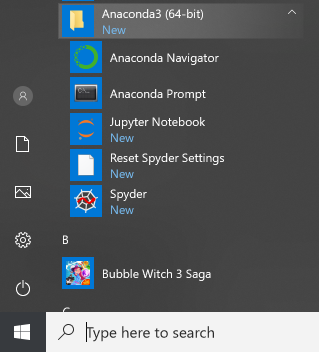 Anaconda3 (64-bit)
New
Anaconda Navigator
Anaconda Prompt
Jupyter Notebook
New
Reset Spyder Settings
New
Spyder
New
B
Bubble Witch 3 Saga
Type here to search